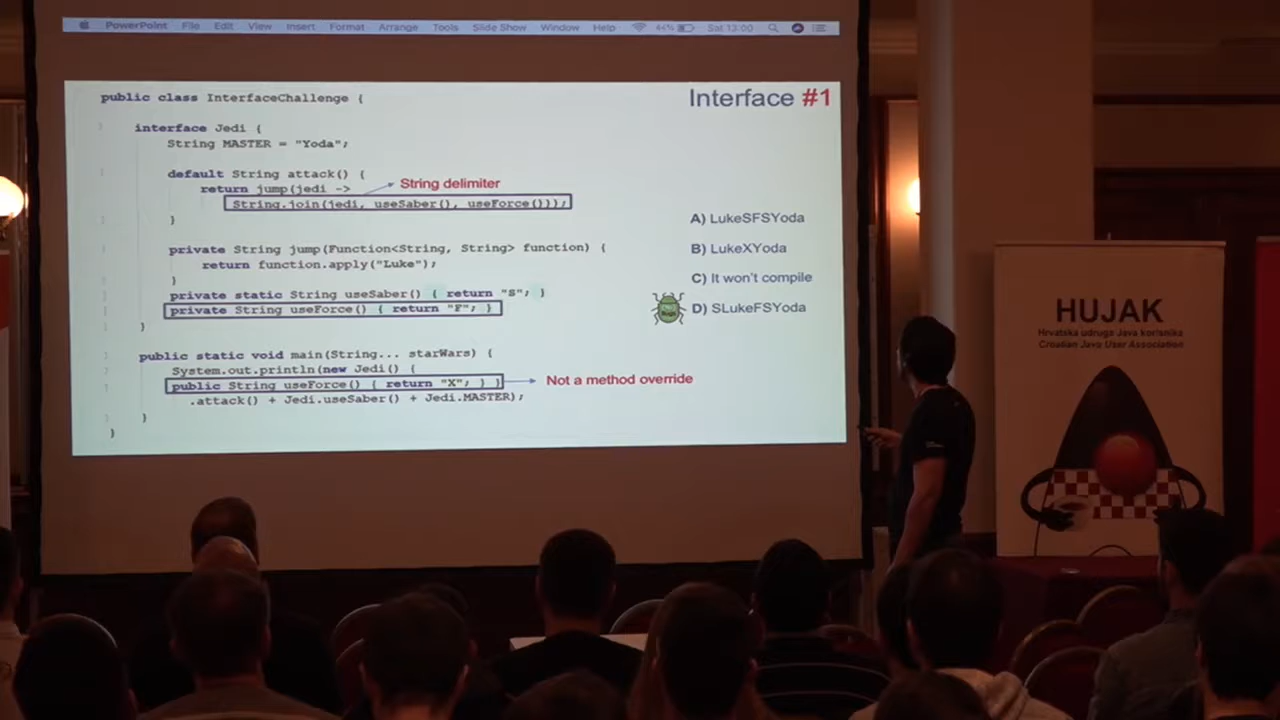 PowerPoint File Edit View Insert Format Arrange Tools Slide Show Window Help 44% Sat 13:00
public class InterfaceChallenge {
Interface #1
interface Jedi {
String MASTER = "Yoda";
default String attack() {
return jump(jedi ->
String delimiter
String.join(jedi, useSaber(), useForce()));
}
private String jump(Function<String, String> function) {
return function.apply("Luke");
}
private static String useSaber() { return "S"; }
private String useForce() { return "F"; }
}
public static void main(String... starWars) {
System.out.println(new Jedi() {
public String useForce() { return "X"; } }
Not a method override
.attack() + Jedi.useSaber() + Jedi.MASTER);
}
}
A) LukeSFSYoda
B) LukeXYoda
C) It won't compile
D) SLukeFSYoda
HUJAK
Hrvatska udruga Java korisnika
Croatian Java User Association